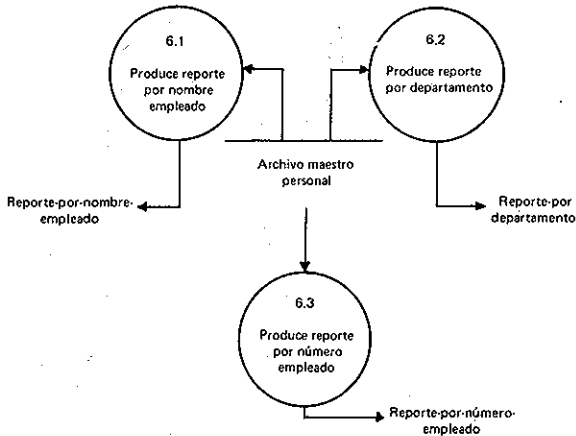 6.1
Produce reporte
por nombre
empleado
6.2
Produce reporte
por departamento
Archivo maestro
personal
Reporte-por-nombre-
empleado
Reporte-por
departamento
6.3
Produce reporte
por número
empleado
Reporte-por-número-
empleado